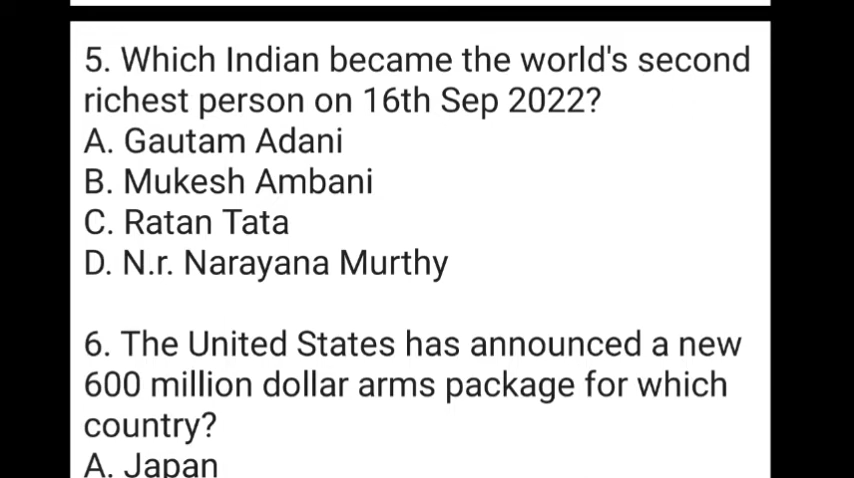 5. Which Indian became the world's second
richest person on 16th Sep 2022?
A. Gautam Adani
B. Mukesh Ambani
C. Ratan Tata
D. N.r. Narayana Murthy
6. The United States has announced a new
600 million dollar arms package for which
country?
A. Japan